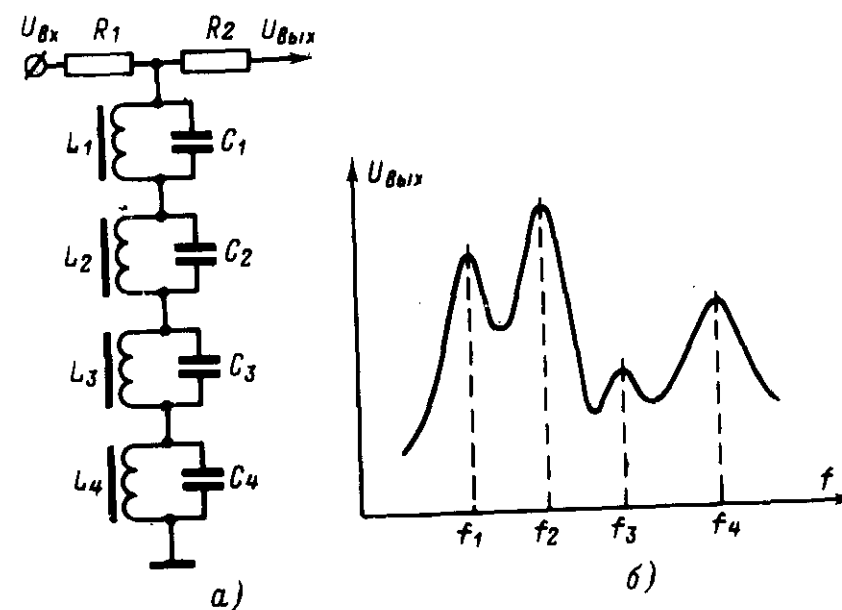 Uвх R1 R2 Uвых
L1 C1
L2 C2
L3 C3
L4 C4
а)
Uвых
f
f1 f2 f3 f4
б)